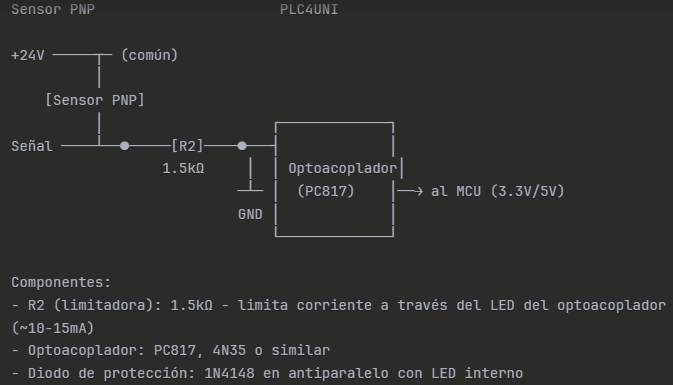 Sensor PNP PLC4UNI
+24V (común)
[Sensor PNP]
Señal [R2]
1.5kΩ Optoacoplador
(PC817) al MCU (3.3V/5V)
GND
Componentes:
- R2 (limitadora): 1.5kΩ - limita corriente a través del LED del optoacoplador
(~10-15mA)
- Optoacoplador: PC817, 4N35 o similar
- Diodo de protección: 1N4148 en antiparalelo con LED interno